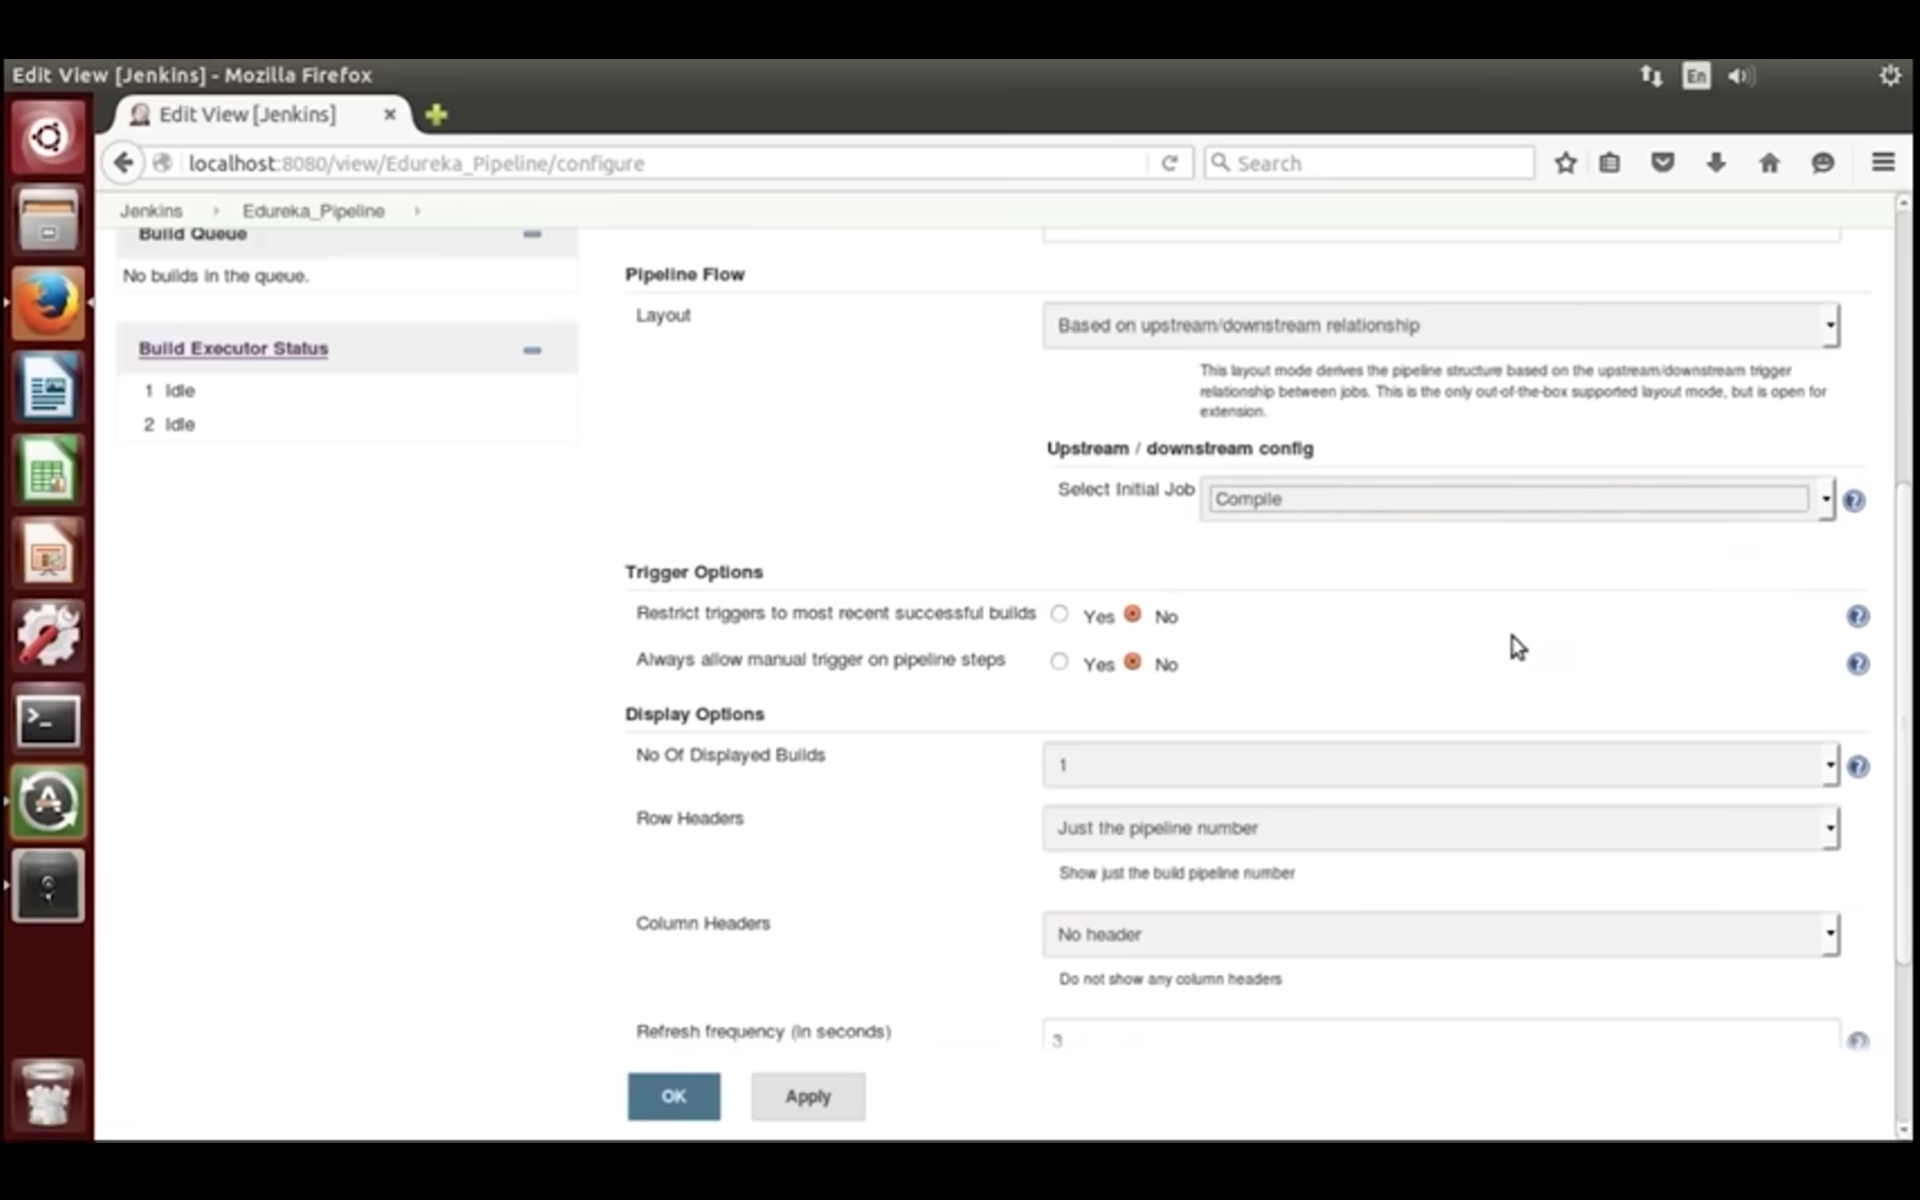 Edit View [Jenkins] - Mozilla Firefox
En
Edit View [Jenkins]
localhost:8080/view/Edureka_Pipeline/configure
Search
Jenkins
Edureka_Pipeline
Build Queue
No builds in the queue.
Build Executor Status
1 Idle
2 Idle
Pipeline Flow
Layout
Based on upstream/downstream relationship
This layout mode derives the pipeline structure based on the upstream/downstream trigger
relationship between jobs. This is the only out-of-the-box supported layout mode, but is open for
extension.
Upstream / downstream config
Select Initial Job
Compile
Trigger Options
Restrict triggers to most recent successful builds
Yes
No
Always allow manual trigger on pipeline steps
Yes
No
Display Options
No Of Displayed Builds
1
Row Headers
Just the pipeline number
Show just the build pipeline number
Column Headers
No header
Do not show any column headers
Refresh frequency (in seconds)
3
OK
Apply